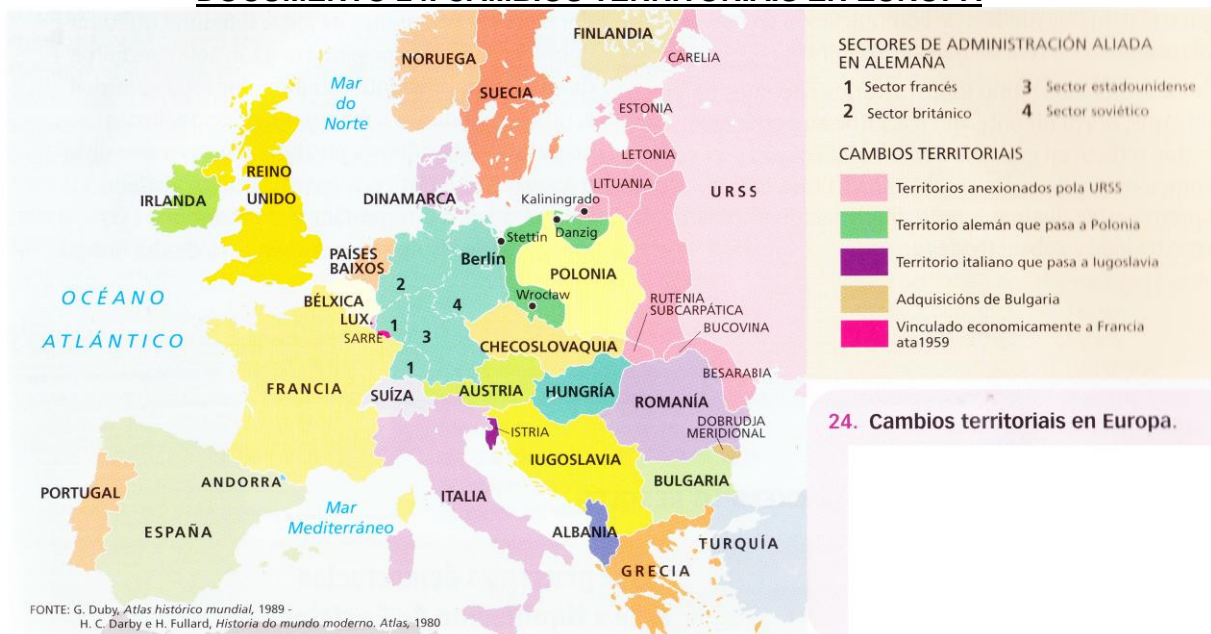 DOCUMENTO 24: CAMBIOS TERRITORIAIS EN EUROPA
FINLANDIA
NORUEGA
CARELIA
SUECIA
Mar
do
Norte
ESTONIA
LETONIA
REINO
UNIDO
LITUANIA
URSS
IRLANDA
DINAMARCA
Kaliningrado
Stettin
Danzig
PAÍSES
BAIXOS
Berlín
POLONIA
2
OCÉANO
ATLÁNTICO
BÉLXICA
4
Wrocław
RUTENIA
SUBCARPÁTICA
LUX.
1
BUCOVINA
SARRE
3
CHECOSLOVAQUIA
1
BESARABIA
FRANCIA
SUÍZA
AUSTRIA
HUNGRÍA
ROMANÍA
DOBRUDJA
MERIDIONAL
ISTRIA
IUGOSLAVIA
BULGARIA
ANDORRA
PORTUGAL
ITALIA
Mar
Mediterráneo
ESPAÑA
ALBANIA
TURQUÍA
GRECIA
FONTE: G. Duby, Atlas histórico mundial, 1989 -
H. C. Darby e H. Fullard, Historia do mundo moderno. Atlas, 1980
SECTORES DE ADMINISTRACIÓN ALIADA
EN ALEMAÑA
1 Sector francés
3 Sector estadounidense
2 Sector británico
4 Sector soviético
CAMBIOS TERRITORIAIS
Territorios anexionados pola URSS
Territorio alemán que pasa a Polonia
Territorio italiano que pasa a Iugoslavia
Adquisicións de Bulgaria
Vinculado economicamente a Francia
ata1959
24. Cambios territoriais en Europa.